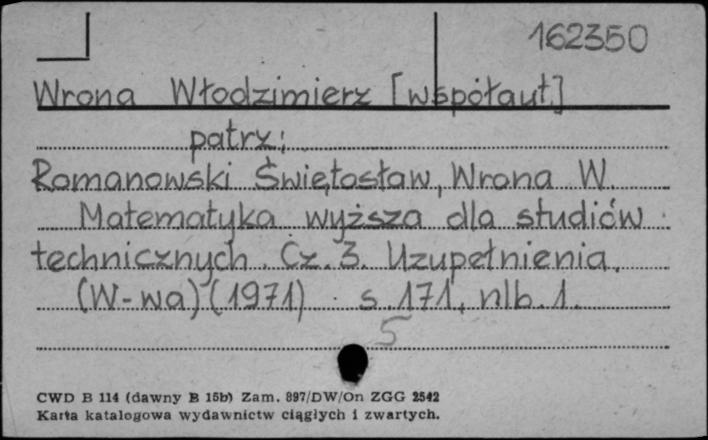 162350
Wrona Włodzimierz [współaut.]
patrz:
Romanowski Świętosław, Wrona W.
Matematyka wyższa dla studiów
technicznych. Cz. 3. Uzupełnienia.
(W-wa) (1971) s. 171, nlb. 1.
5
CWD B 114 (dawny B 15b) Zam. 897/DW/On ZGG 2542
Karta katalogowa wydawnictw ciągłych i zwartych.